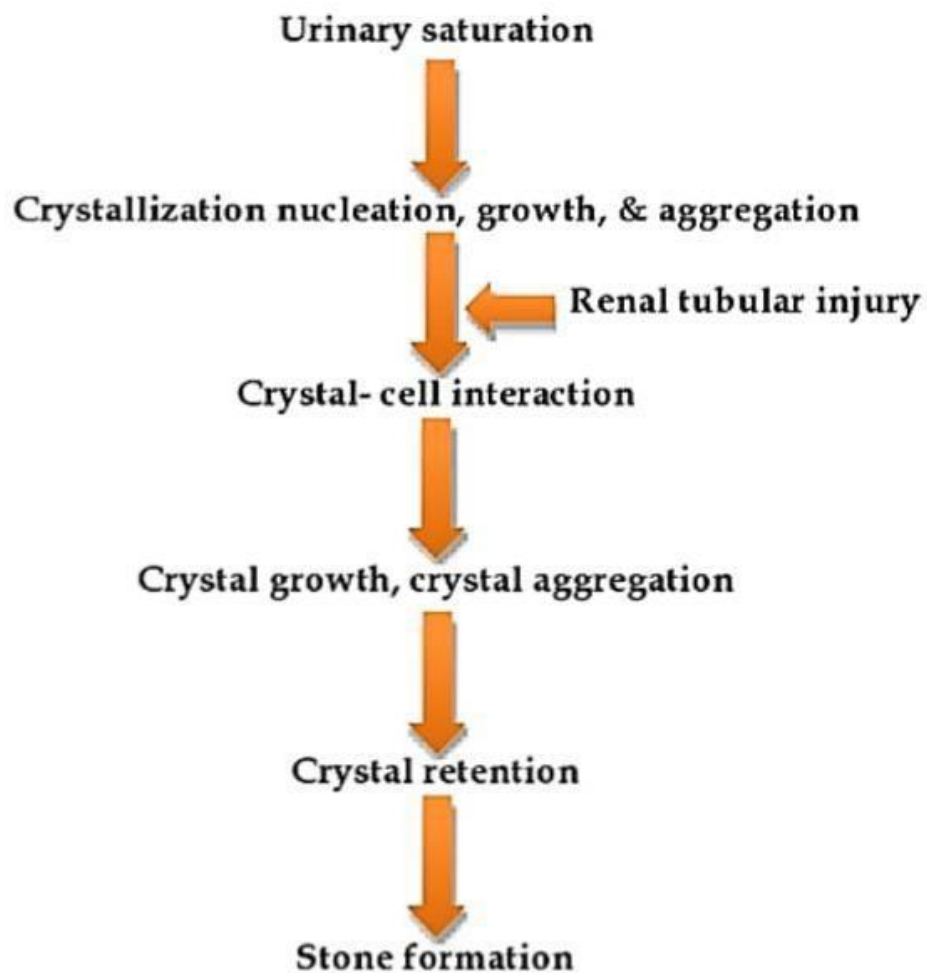 Urinary saturation
Crystallization nucleation, growth, & aggregation
Renal tubular injury
Crystal- cell interaction
Crystal growth, crystal aggregation
Crystal retention
Stone formation